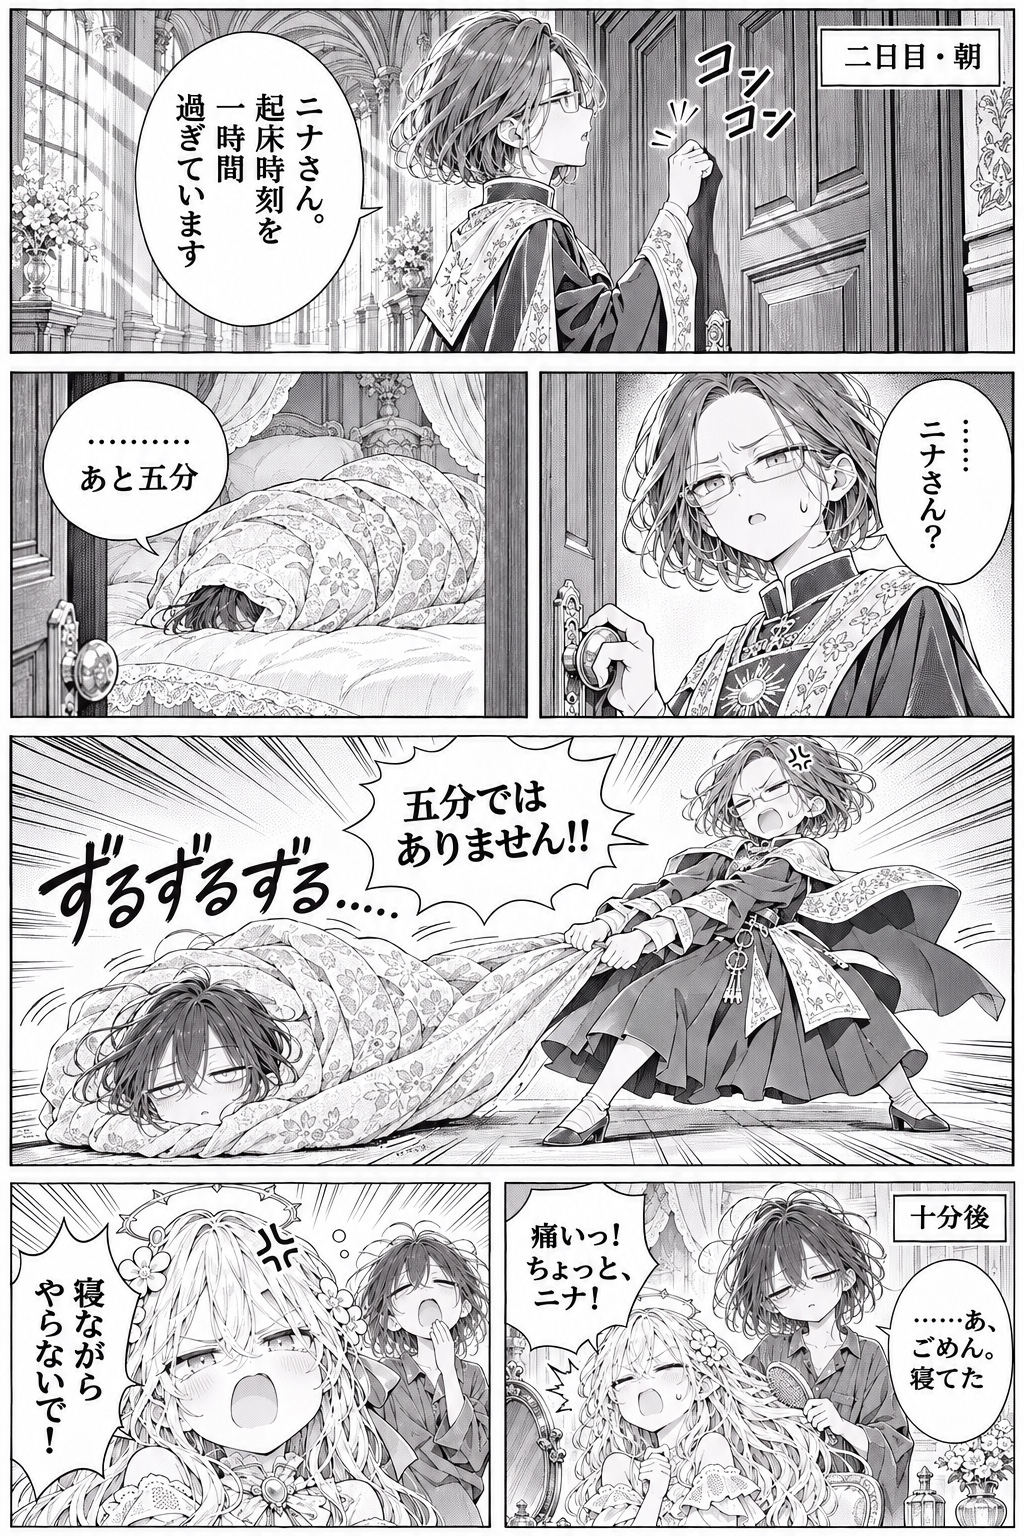 二日目・朝
コンコン
ニナさん。
起床時刻を
一時間
過ぎています
……
ニナさん?
…………
あと五分
五分では
ありません!!
ずるずるずる……
十分後
痛いっ!
ちょっと、
ニナ!
……あ、
ごめん。
寝てた
寝ながら
やらないで!